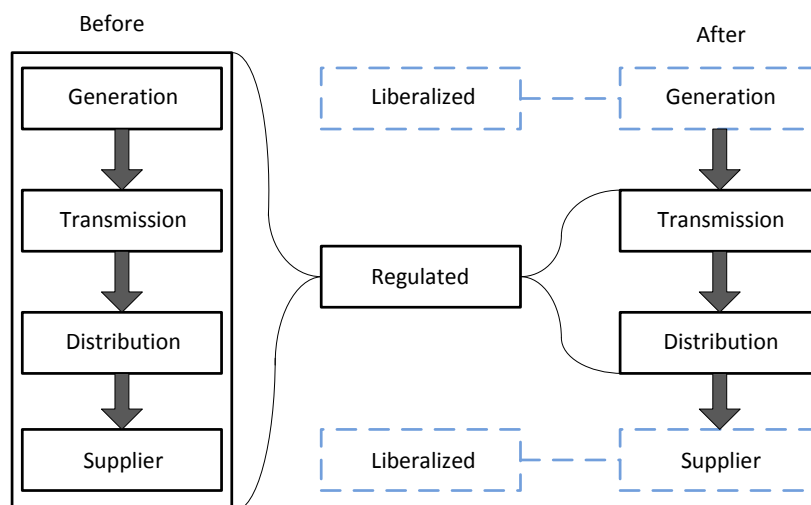 Before
Generation
Transmission
Distribution
Supplier
Liberalized
Regulated
Liberalized
After
Generation
Transmission
Distribution
Supplier